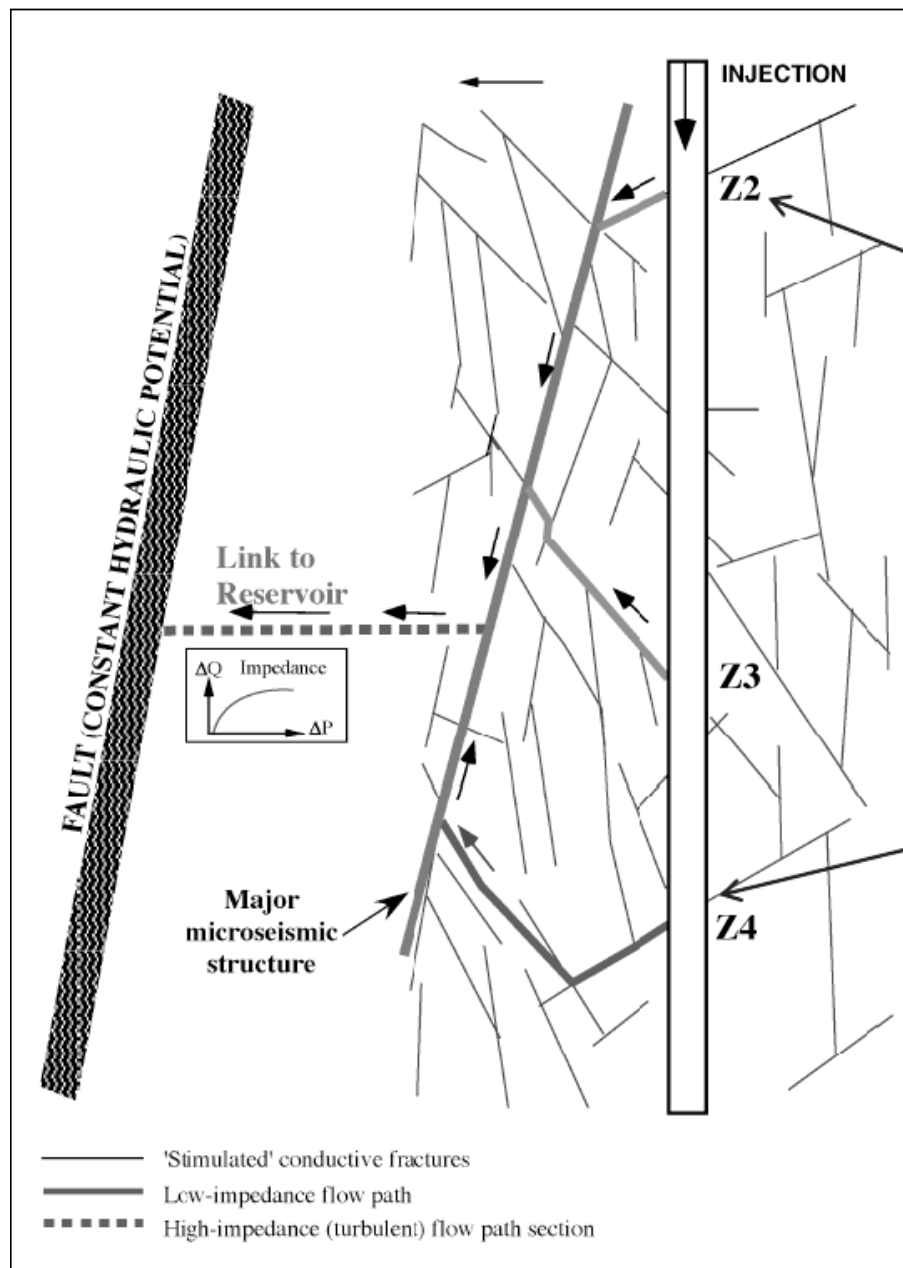 INJECTION
Z2
FAULT (CONSTANT HYDRAULIC POTENTIAL)
Link to
Reservoir
ΔQ Impedance
ΔP
Z3
Major
microseismic
structure
Z4
'Stimulated' conductive fractures
Low-impedance flow path
High-impedance (turbulent) flow path section